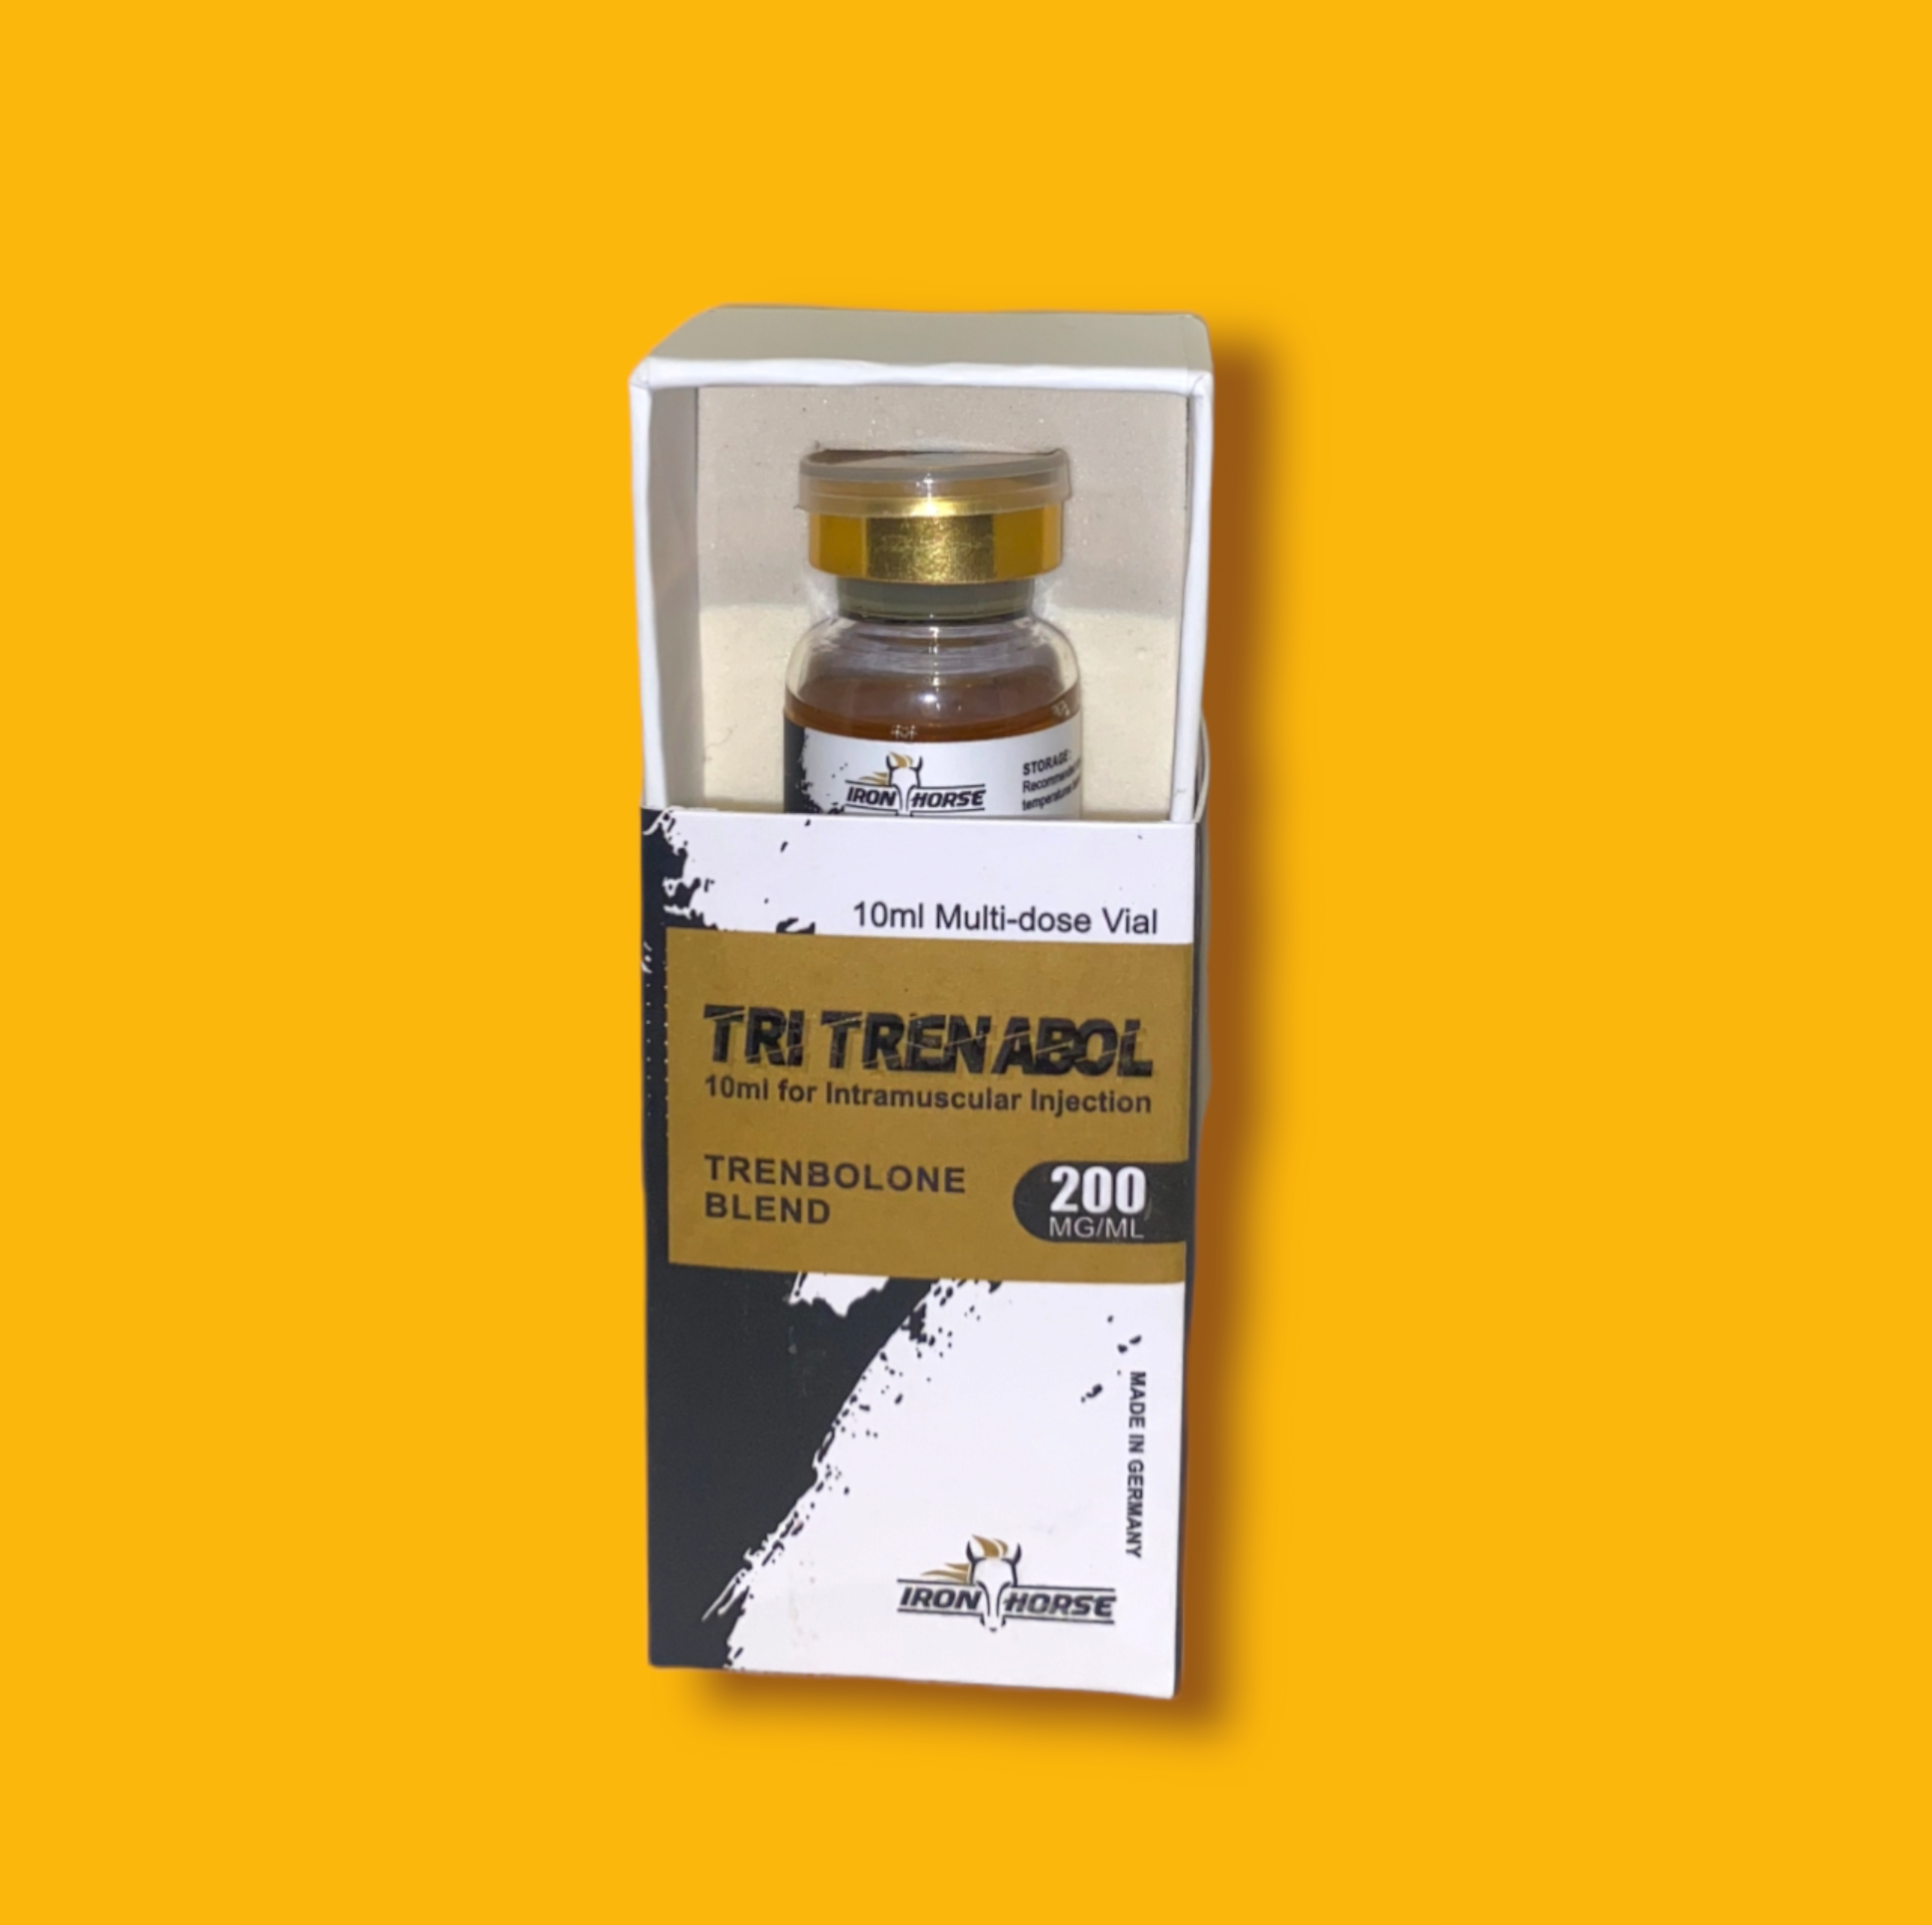 IRON HORSE
STORAGE:
10ml Multi-dose Vial
TRI TRENABOL
10ml for Intramuscular Injection
TRENBOLONE
BLEND
200
MG/ML
MADE IN GERMANY
IRON HORSE